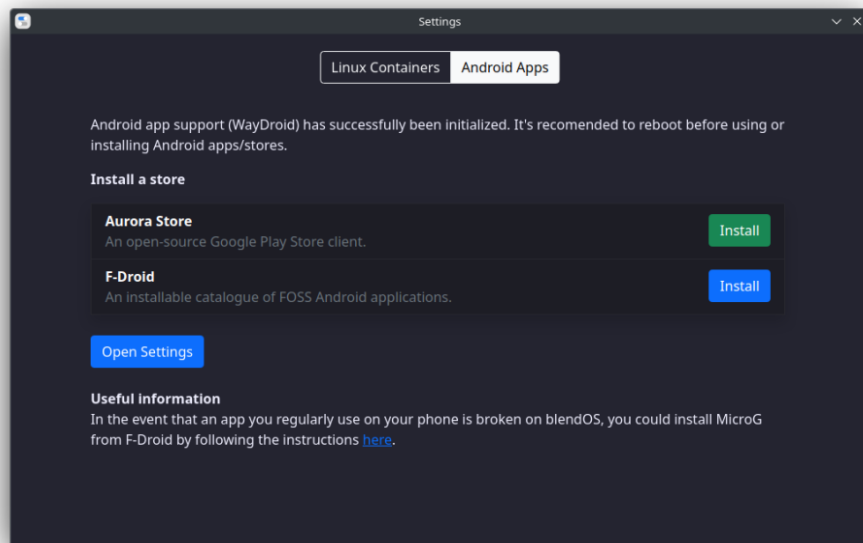 Settings
Linux Containers Android Apps
Android app support (WayDroid) has successfully been initialized. It's recomended to reboot before using or
installing Android apps/stores.
Install a store
Aurora Store
An open-source Google Play Store client.
Install
F-Droid
An installable catalogue of FOSS Android applications.
Install
Open Settings
Useful information
In the event that an app you regularly use on your phone is broken on blendOS, you could install MicroG
from F-Droid by following the instructions here.